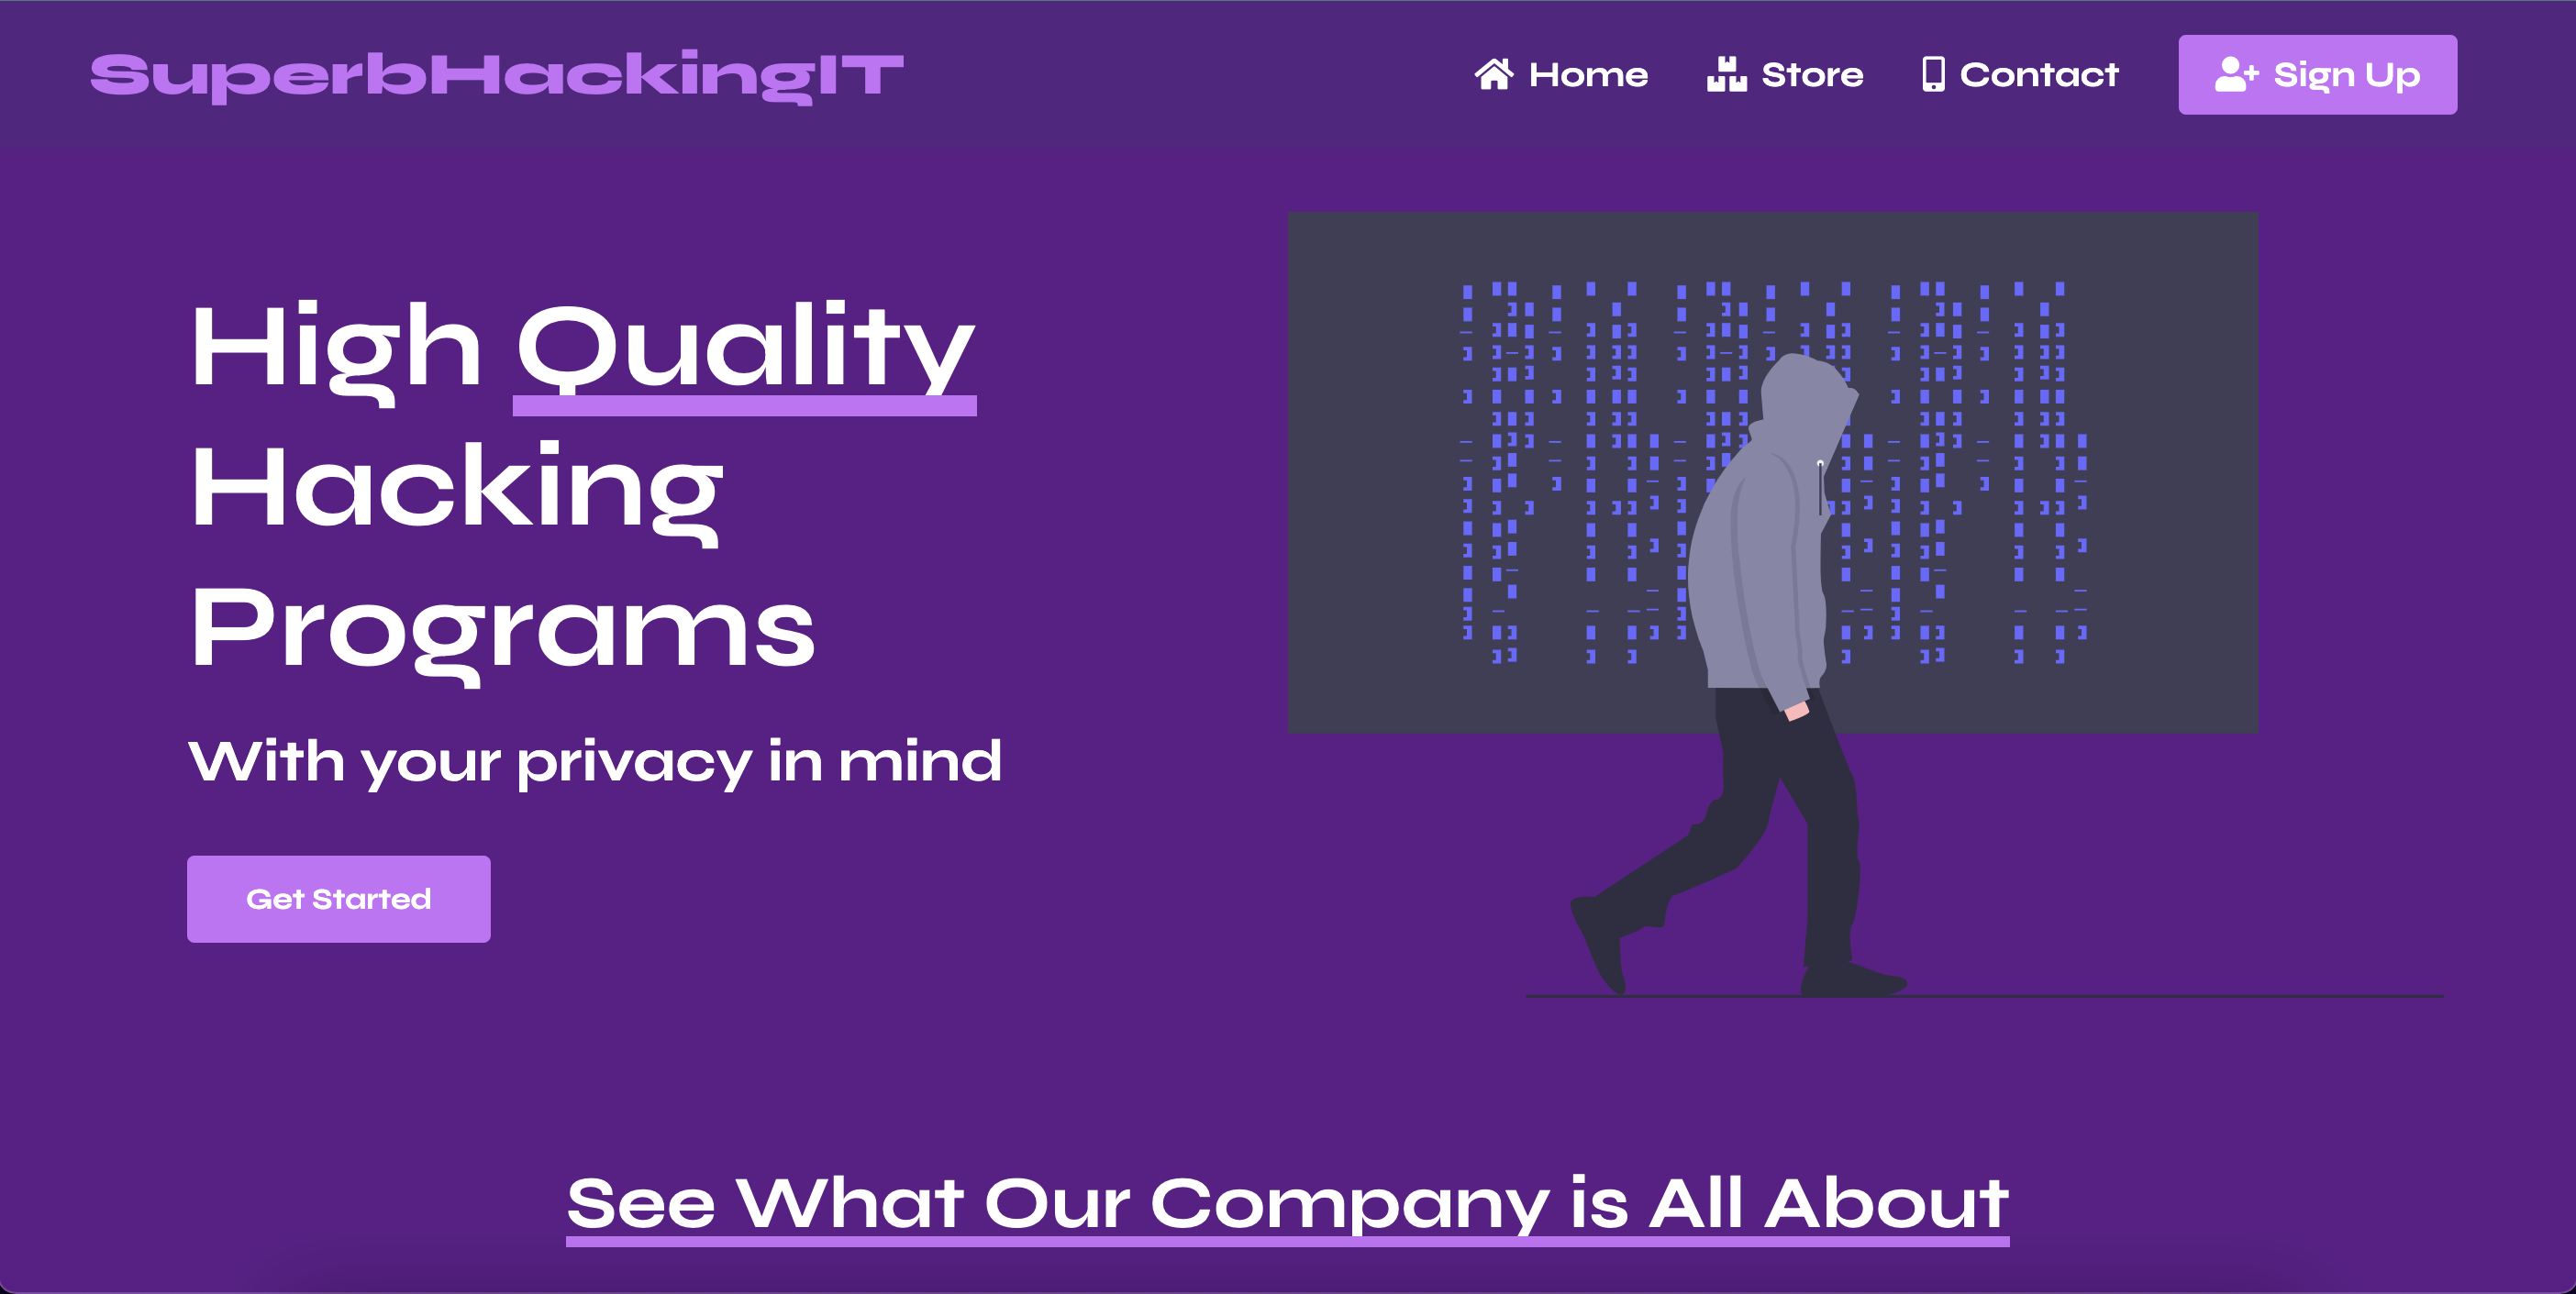 SuperbHackingIT
Home
Store
Contact
Sign Up
High Quality
Hacking
Programs
With your privacy in mind
Get Started
See What Our Company is All About